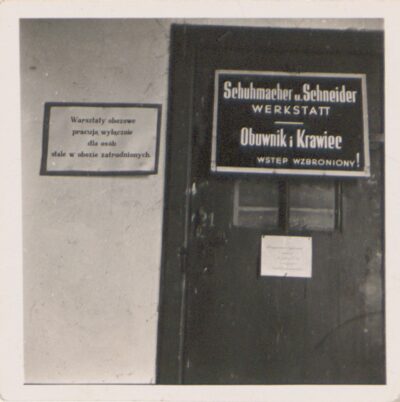 Warsztaty obozowe
pracują wyłącznie
dla osób
stale w obozie zatrudnionych.
Schuhmacher u. Schneider
WERKSTATT
Obuwnik i Krawiec
WSTĘP WZBRONIONY!